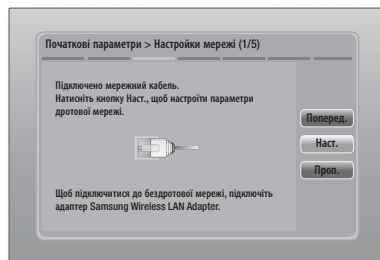 Початкові параметри > Настройки мережі (1/5)
Підключено мережний кабель.
Натисніть кнопку Наст., щоб настроїти параметри
дротової мережі.
Поперед.
Наст.
Проп.
Щоб підключитися до бездротової мережі, підключіть
адаптер Samsung Wireless LAN Adapter.